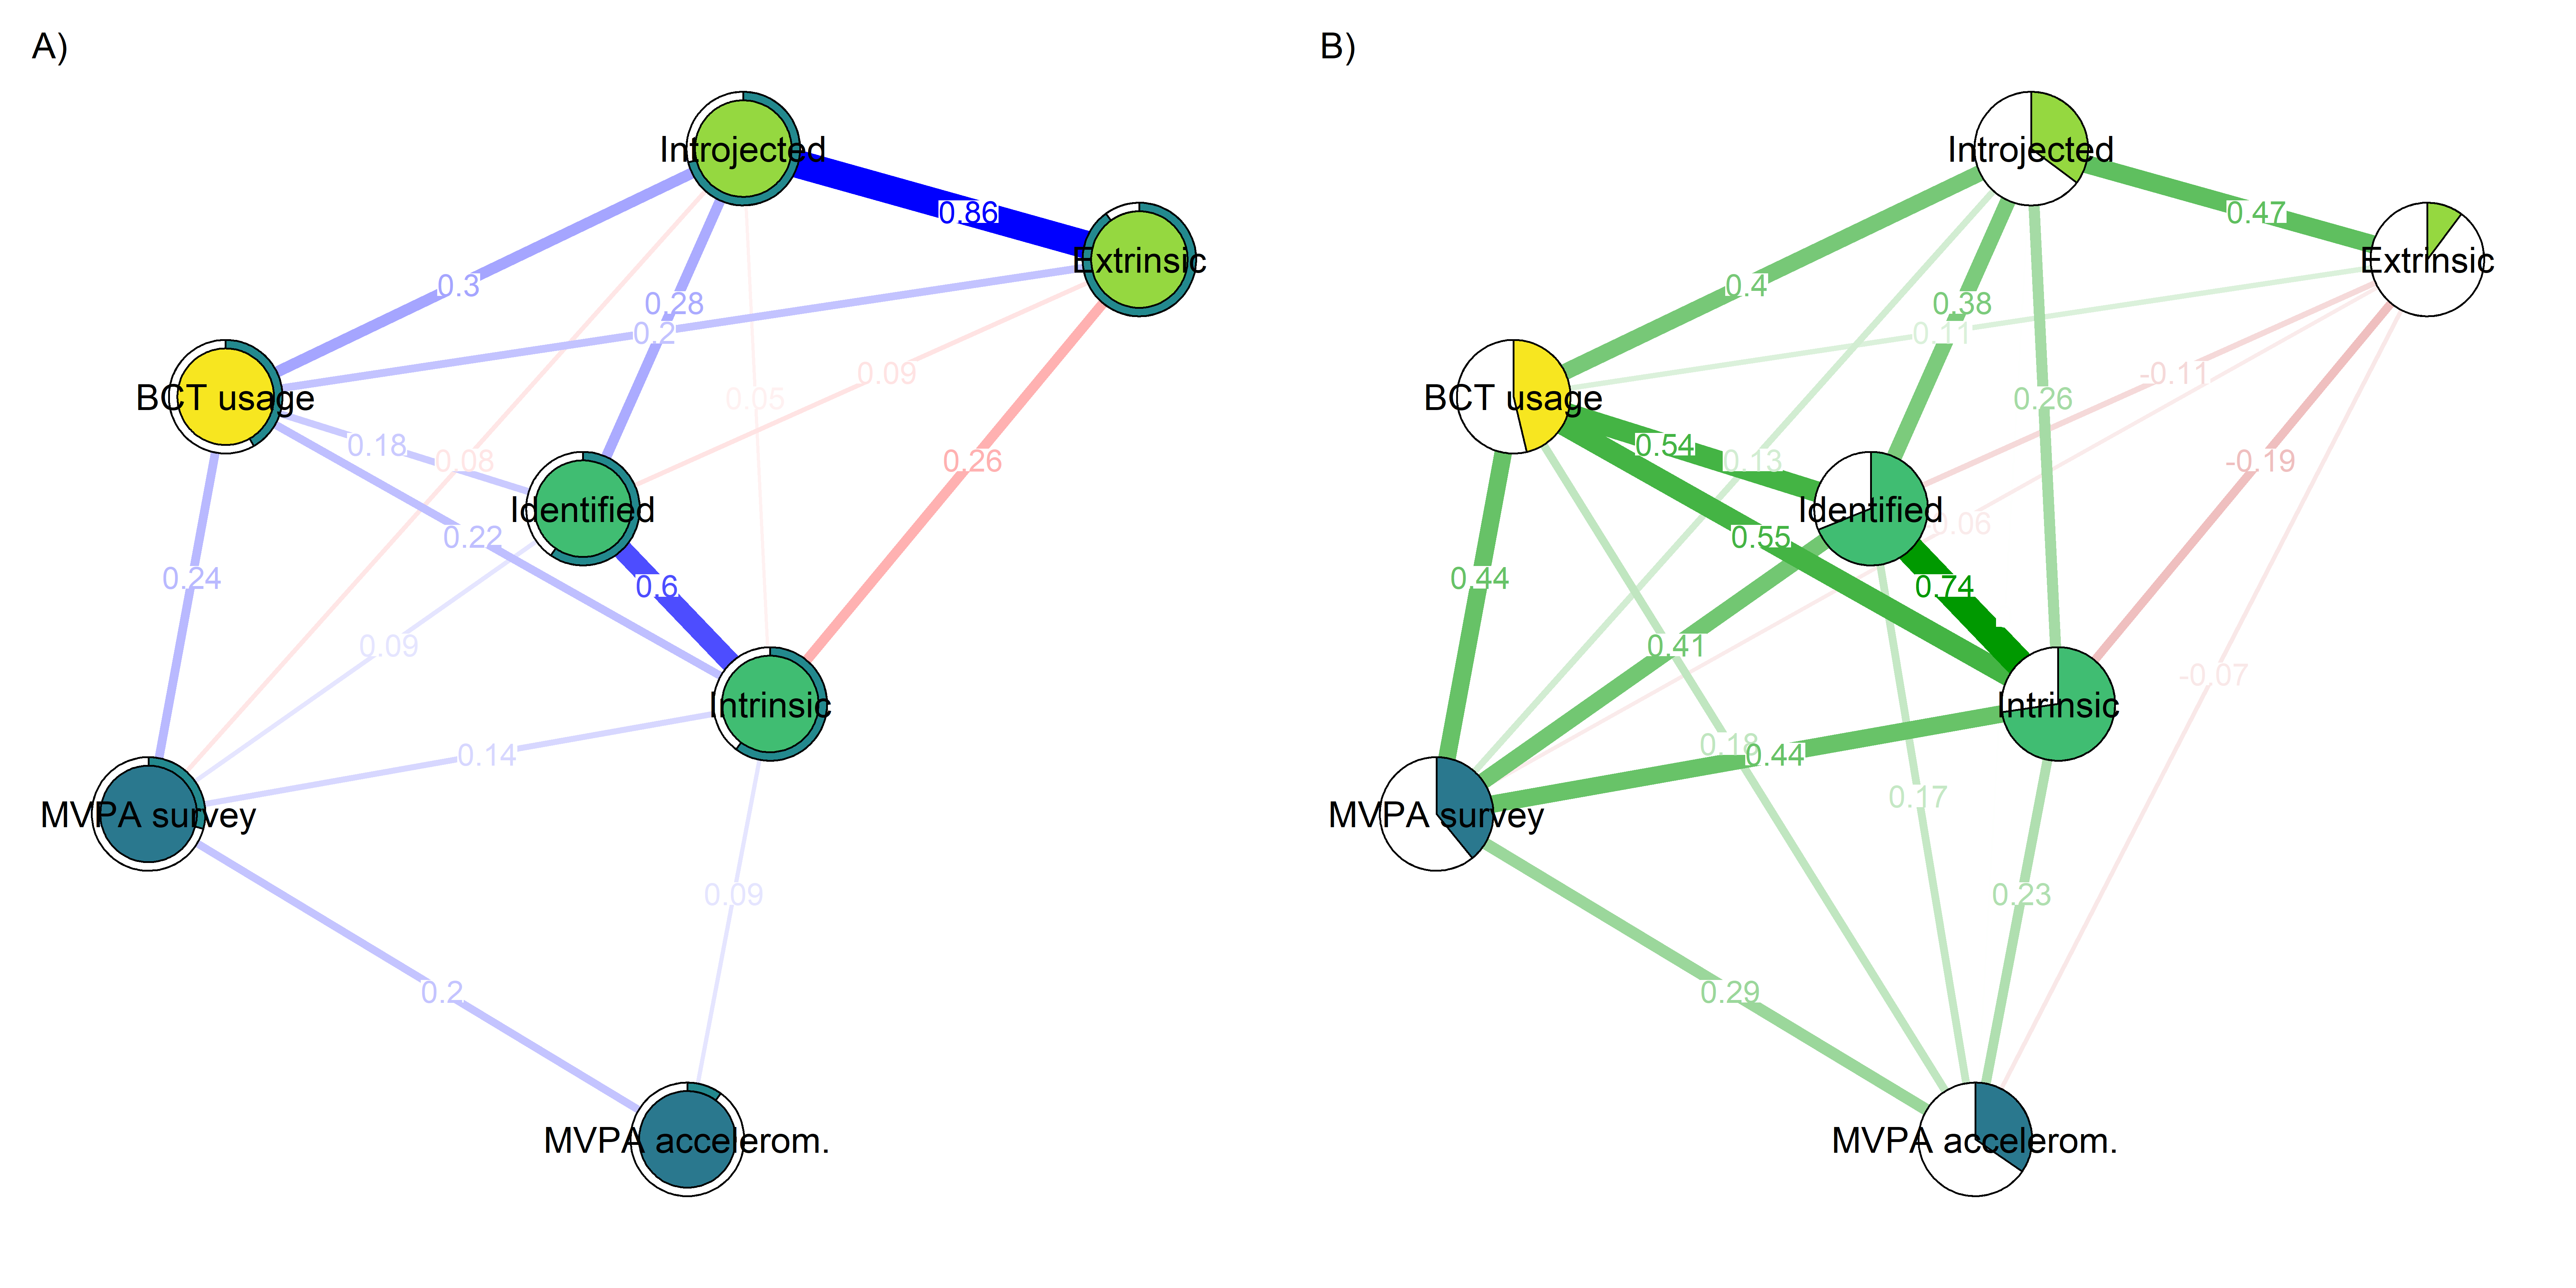 A)
Introjected
0.86
Extrinsic
0.3
0.28
0.2
0.09
0.05
BCT usage
0.18
0.08
0.26
Identified
0.22
0.24
0.6
0.09
Intrinsic
0.14
MVPA survey
0.09
0.2
MVPA accelerom.
B)
Introjected
0.47
Extrinsic
0.4
0.38
0.11
-0.11
0.26
BCT usage
0.54
0.13
-0.19
Identified
0.06
0.55
0.44
0.74
0.41
-0.07
Intrinsic
0.18
0.44
0.17
MVPA survey
0.23
0.29
MVPA accelerom.